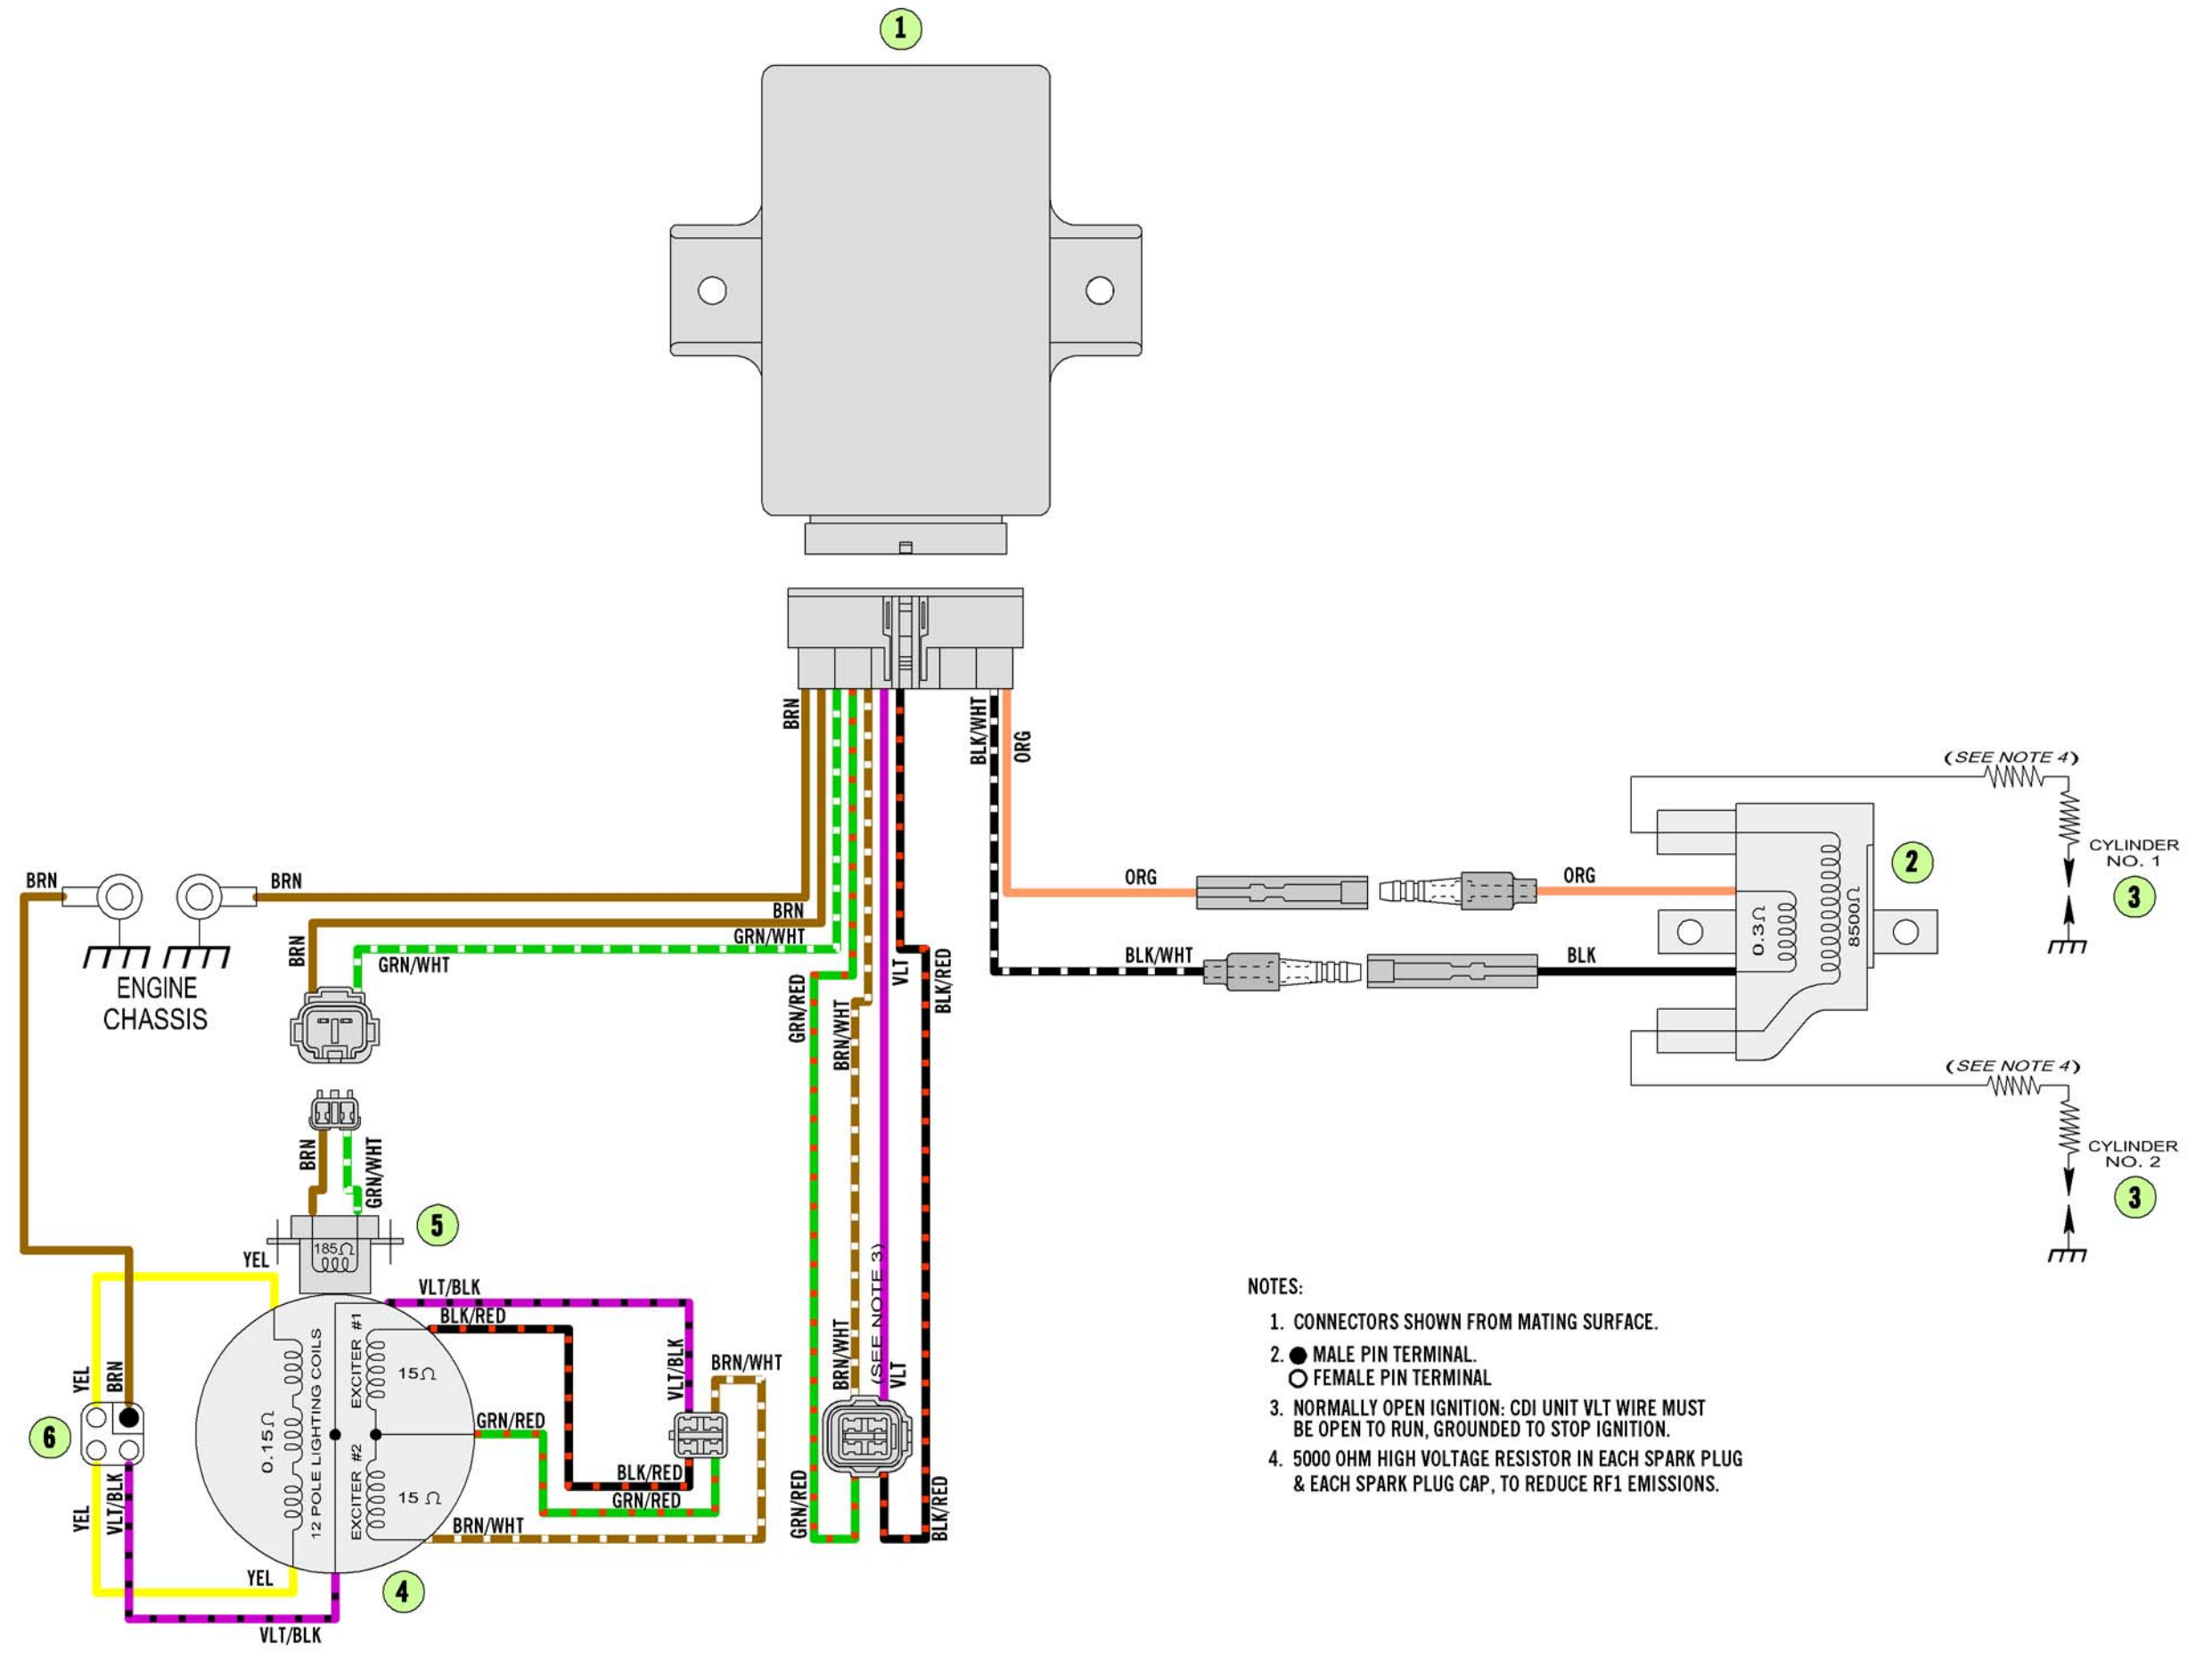 1
BRN
BLK/WHT
ORG
(SEE NOTE 4)
CYLINDER
NO. 1
3
2
ORG
ORG
0.3Ω
8500Ω
BRN
BRN
BRN
GRN/WHT
BRN
GRN/WHT
ENGINE
CHASSIS
BLK/WHT
BLK
GRN/RED
BRN/WHT
VLT
BLK/RED
(SEE NOTE 4)
CYLINDER
NO. 2
3
BRN
GRN/WHT
5
185Ω
YEL
VLT/BLK
BLK/RED
YEL
BRN
6
YEL
VLT/BLK
0.15Ω
12 POLE LIGHTING COILS
EXCITER #1
15Ω
EXCITER #2
15 Ω
GRN/RED
VLT/BLK
BRN/WHT
BLK/RED
GRN/RED
BRN/WHT
BRN/WHT
(SEE NOTE 3)
VLT
GRN/RED
BLK/RED
YEL
4
VLT/BLK
NOTES:
1. CONNECTORS SHOWN FROM MATING SURFACE.
2. MALE PIN TERMINAL.
FEMALE PIN TERMINAL
3. NORMALLY OPEN IGNITION: CDI UNIT VLT WIRE MUST
BE OPEN TO RUN, GROUNDED TO STOP IGNITION.
4. 5000 OHM HIGH VOLTAGE RESISTOR IN EACH SPARK PLUG
& EACH SPARK PLUG CAP, TO REDUCE RF1 EMISSIONS.